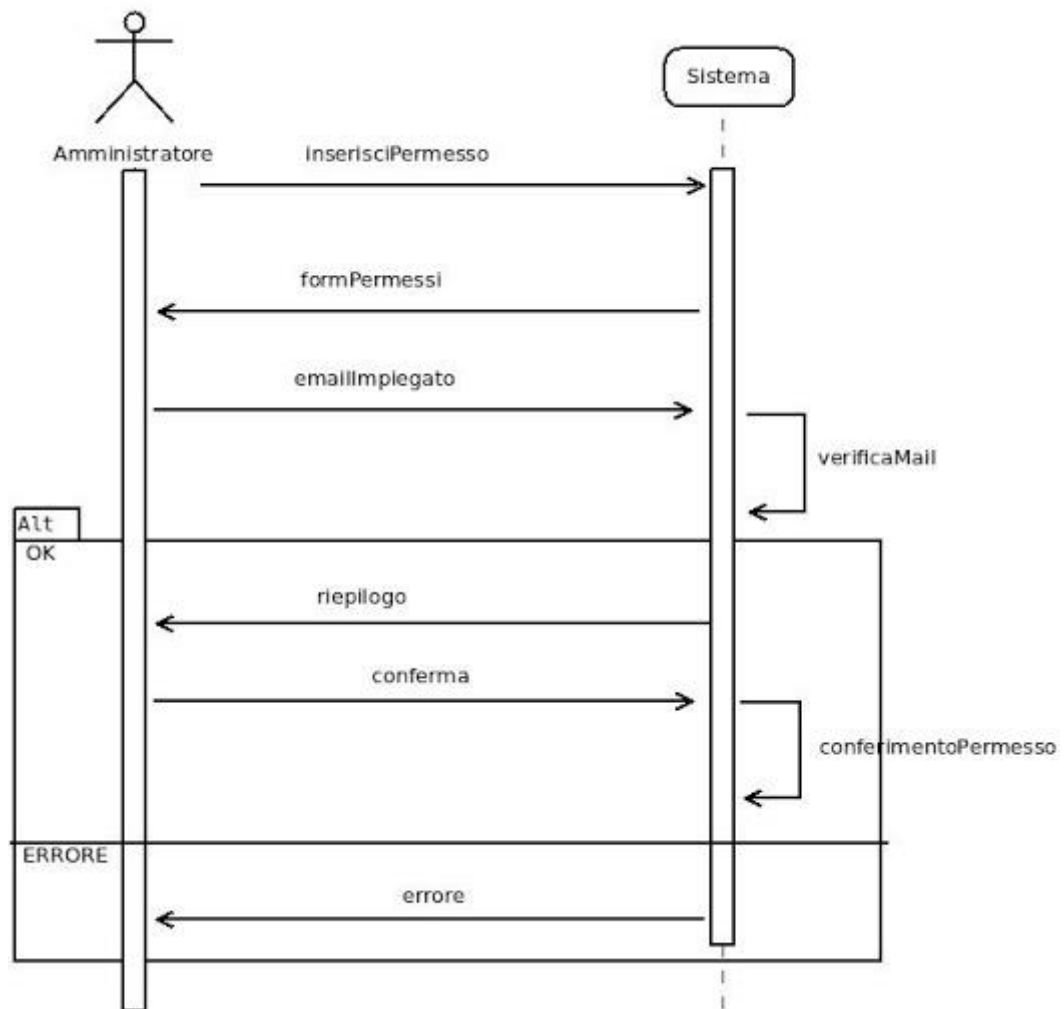 Sistema
Amministratore
inserisciPermesso
formPermessi
emailImpiegato
verificaMail
Alt
OK
riepilogo
conferma
conferimentoPermesso
ERRORE
errore